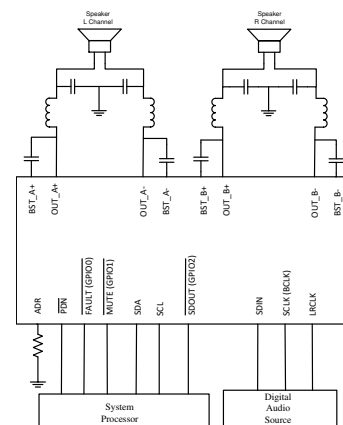 Speaker
L Channel
Speaker
R Channel
BST_A+
OUT_A+
OUT_A-
BST_A-
BST_B+
OUT_B+
OUT_B-
BST_B-
ADR
PDN
FAULT (GPIO0)
MUTE (GPIO1)
SDA
SCL
SDOUT (GPIO2)
SDIN
SCLK (BCLK)
LRCLK
System
Processor
Digital
Audio
Source